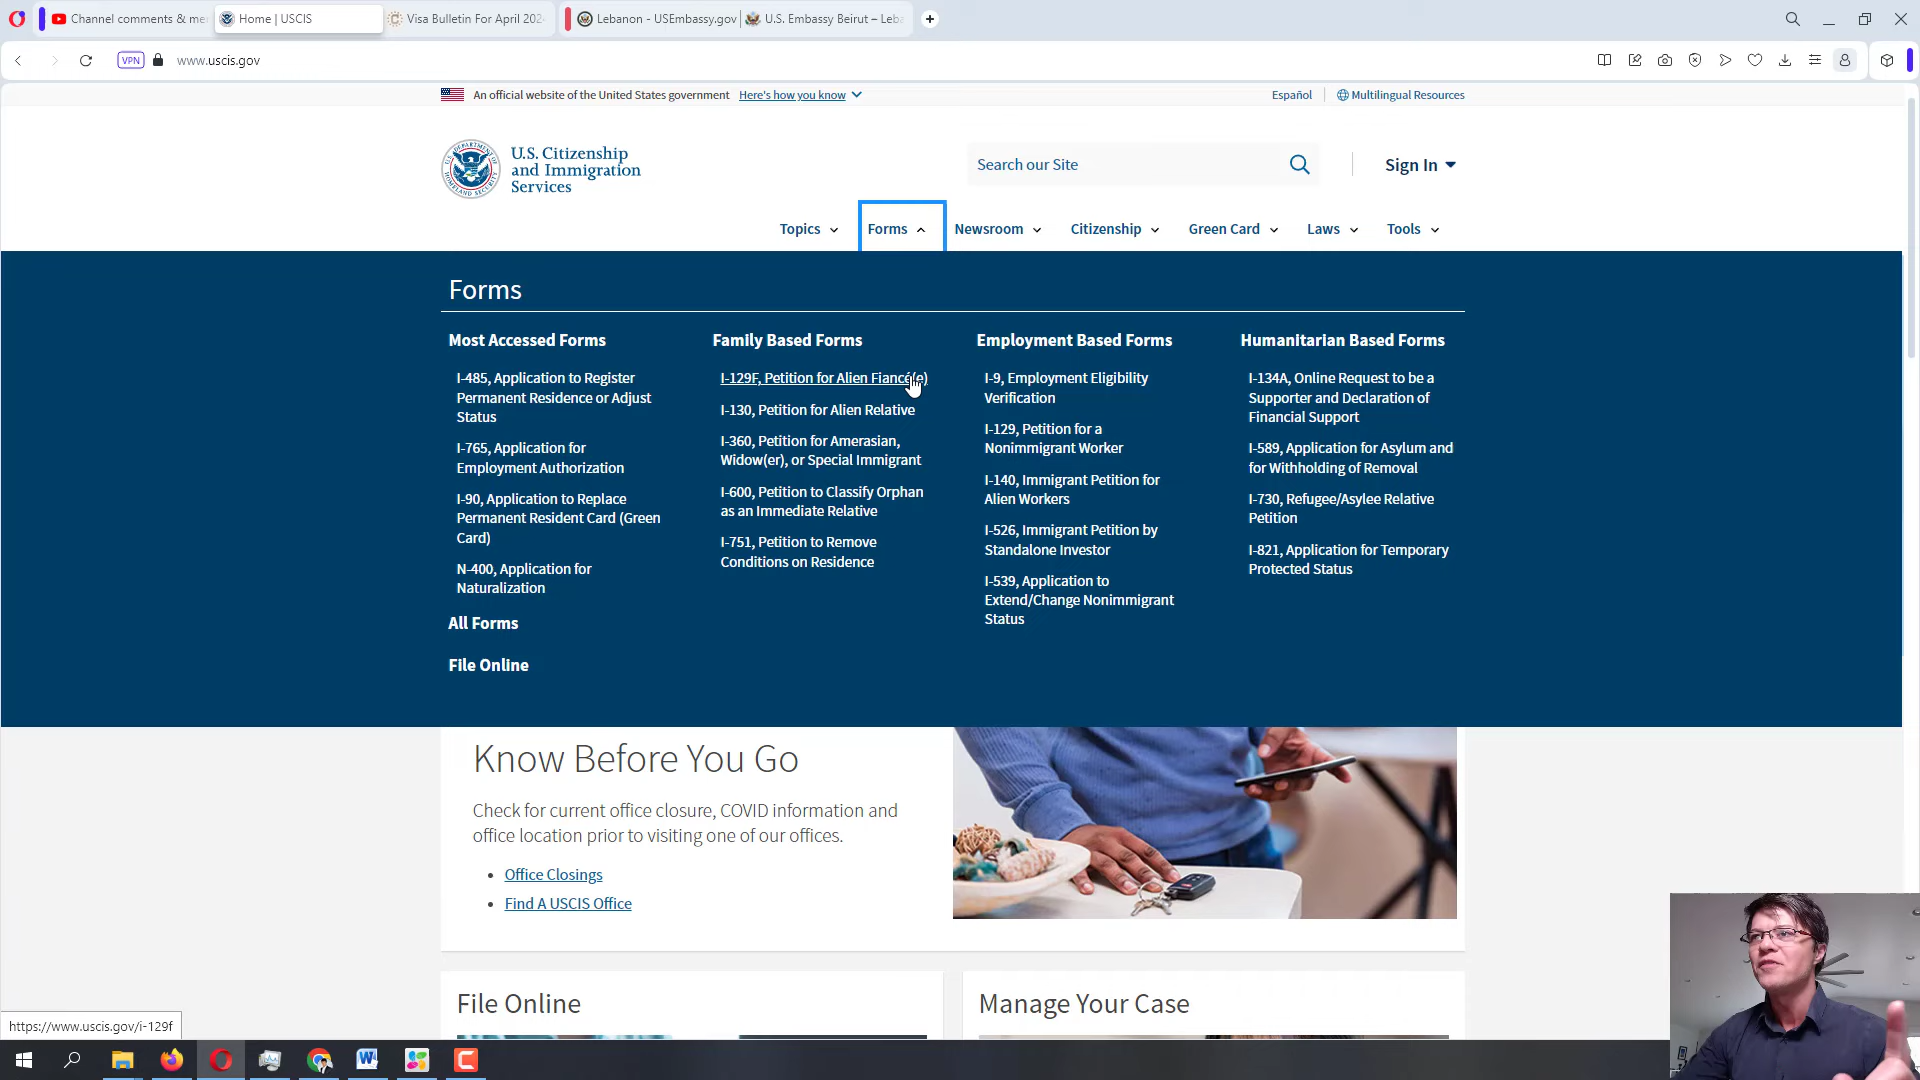 Channel comments & me
Home | USCIS
Visa Bulletin For April 202
Lebanon - USEmbassy.gov
U.S. Embassy Beirut – Leba
VPN
www.uscis.gov
An official website of the United States government
Here's how you know
Español
Multilingual Resources
U.S. Citizenship
and Immigration
Services
Search our Site
Sign In
Topics
Forms
Newsroom
Citizenship
Green Card
Laws
Tools
Forms
Most Accessed Forms
I-485, Application to Register
Permanent Residence or Adjust
Status
I-765, Application for
Employment Authorization
I-90, Application to Replace
Permanent Resident Card (Green
Card)
N-400, Application for
Naturalization
All Forms
File Online
Family Based Forms
I-129F, Petition for Alien Fiancé(e)
I-130, Petition for Alien Relative
I-360, Petition for Amerasian,
Widow(er), or Special Immigrant
I-600, Petition to Classify Orphan
as an Immediate Relative
I-751, Petition to Remove
Conditions on Residence
Employment Based Forms
I-9, Employment Eligibility
Verification
I-129, Petition for a
Nonimmigrant Worker
I-140, Immigrant Petition for
Alien Workers
I-526, Immigrant Petition by
Standalone Investor
I-539, Application to
Extend/Change Nonimmigrant
Status
Humanitarian Based Forms
I-134A, Online Request to be a
Supporter and Declaration of
Financial Support
I-589, Application for Asylum and
for Withholding of Removal
I-730, Refugee/Asylee Relative
Petition
I-821, Application for Temporary
Protected Status
Know Before You Go
Check for current office closure, COVID information and
office location prior to visiting one of our offices.
Office Closings
Find A USCIS Office
File Online
Manage Your Case
https://www.uscis.gov/i-129f